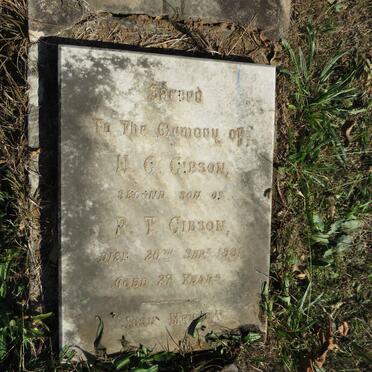 Sacred
To The Memory of
GIBSON,
SECOND SON OF
R. T. GIBSON,
DIED 20TH
AGED 27 YEARS